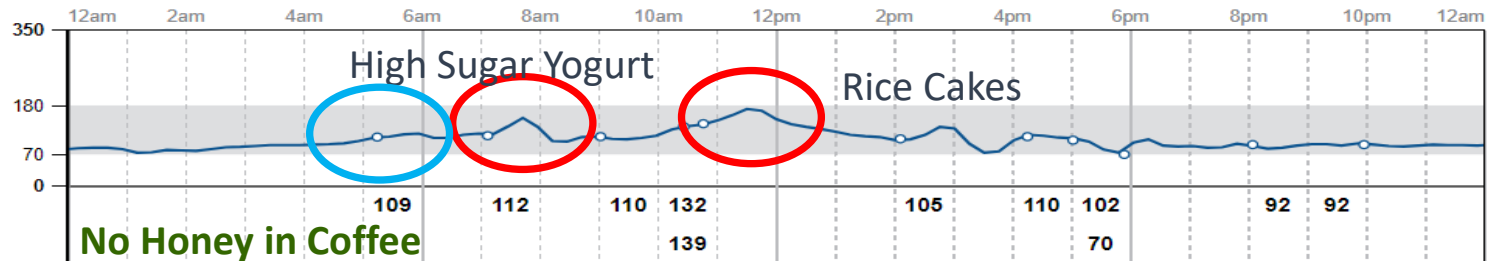 12am 2am 4am 6am 8am 10am 12pm 2pm 4pm 6pm 8pm 10pm 12am
350
High Sugar Yogurt
Rice Cakes
180
70
0
109 112 110 132 105 110 102 92 92
No Honey in Coffee 139 70